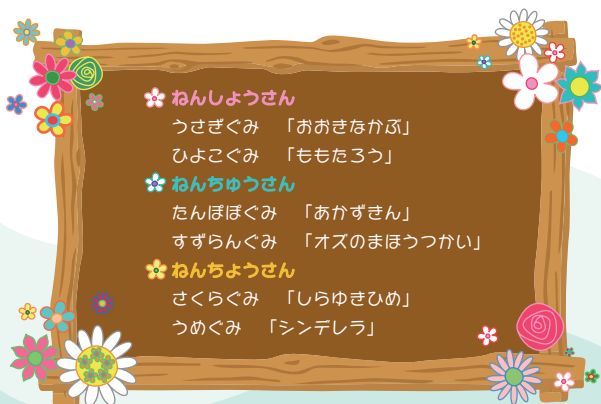 ねんしょうさん
うさぎぐみ　「おおきなかぶ」
ひよこぐみ　「ももたろう」
ねんちゅうさん
たんぽぽぐみ　「あかずきん」
すずらんぐみ　「オズのまほうつかい」
ねんちょうさん
さくらぐみ　「しらゆきひめ」
うめぐみ　「シンデレラ」